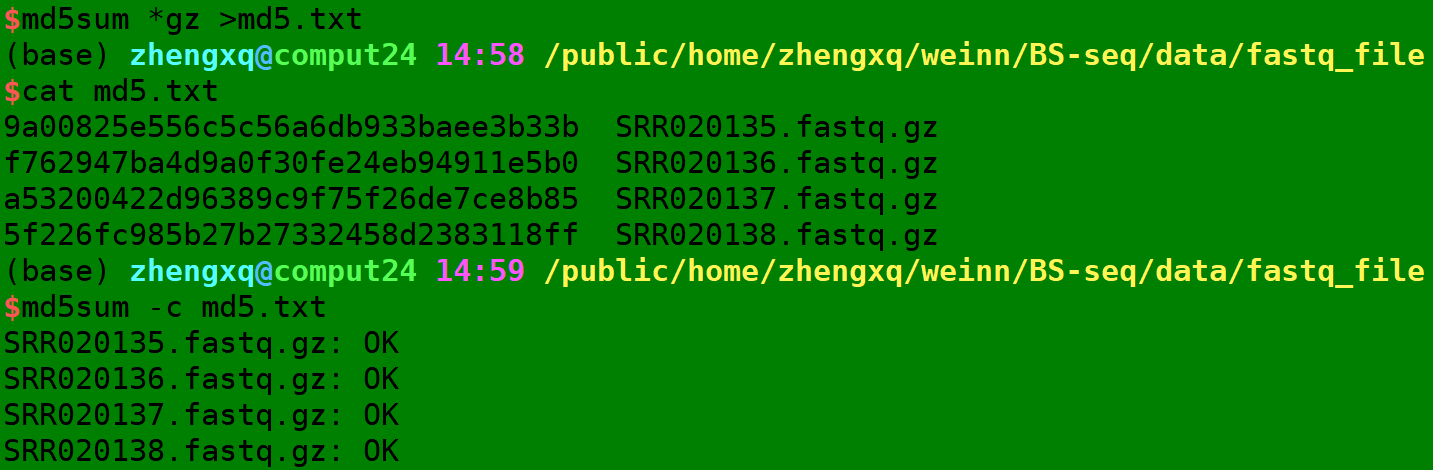 $md5sum *gz >md5.txt
(base) zhengxq@comput24 14:58 /public/home/zhengxq/weinn/BS-seq/data/fastq_file
$cat md5.txt
9a00825e556c5c56a6db933baee3b33b  SRR020135.fastq.gz
f762947ba4d9a0f30fe24eb94911e5b0  SRR020136.fastq.gz
a53200422d96389c9f75f26de7ce8b85  SRR020137.fastq.gz
5f226fc985b27b27332458d2383118ff  SRR020138.fastq.gz
(base) zhengxq@comput24 14:59 /public/home/zhengxq/weinn/BS-seq/data/fastq_file
$md5sum -c md5.txt
SRR020135.fastq.gz: OK
SRR020136.fastq.gz: OK
SRR020137.fastq.gz: OK
SRR020138.fastq.gz: OK